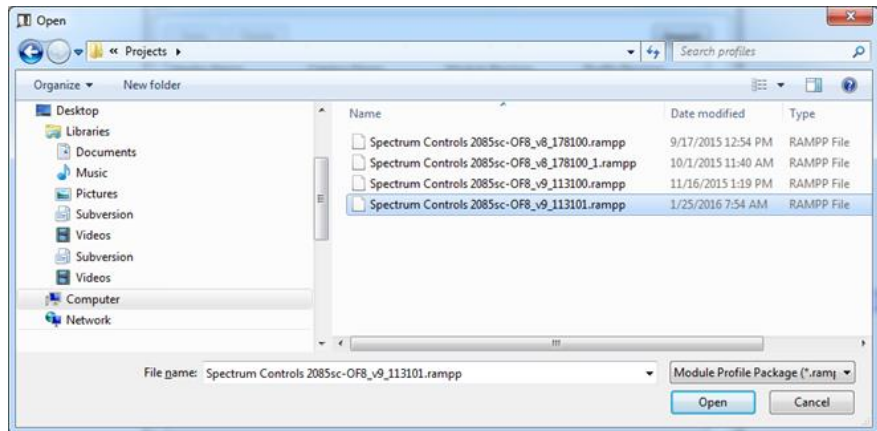 Open
« Projects
Search profiles
Organize
New folder
Desktop
Libraries
Documents
Music
Pictures
Subversion
Videos
Subversion
Videos
Computer
Network
Name Date modified Type
Spectrum Controls 2085sc-OF8_v8_178100.rampp 9/17/2015 12:54 PM RAMPP File
Spectrum Controls 2085sc-OF8_v8_178100_1.rampp 10/1/2015 11:40 AM RAMPP File
Spectrum Controls 2085sc-OF8_v9_113100.rampp 11/16/2015 1:19 PM RAMPP File
Spectrum Controls 2085sc-OF8_v9_113101.rampp 1/25/2016 7:54 AM RAMPP File
File name: Spectrum Controls 2085sc-OF8_v9_113101.rampp
Module Profile Package (*.ramp
Open Cancel